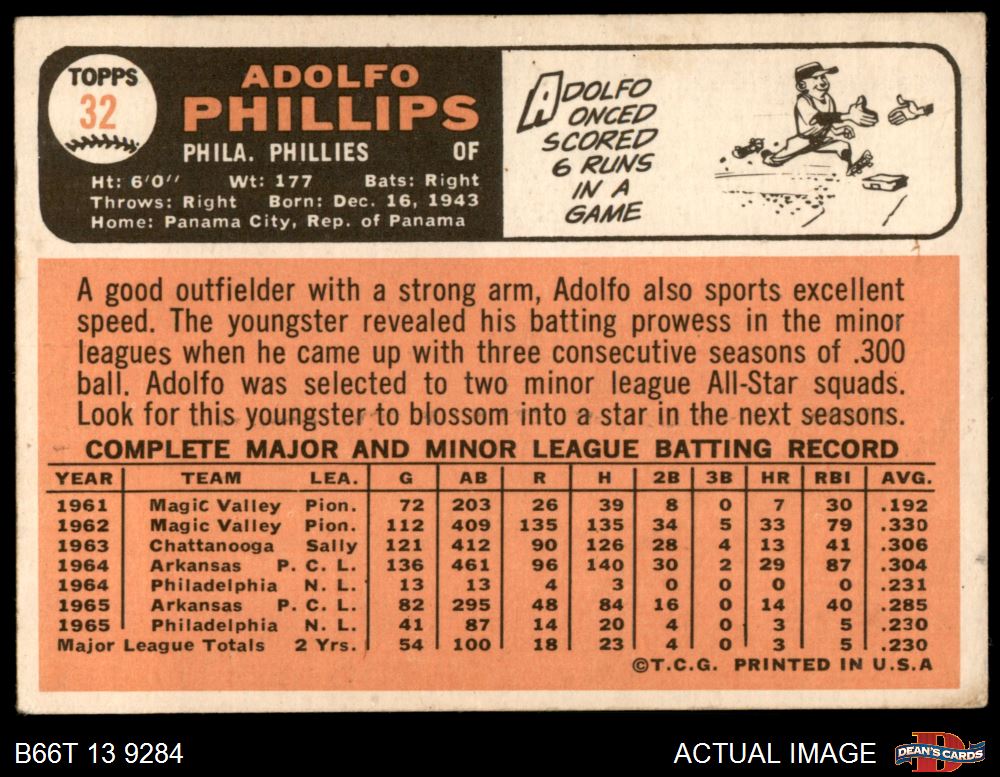 TOPPS
32
ADOLFO
PHILLIPS
PHILA. PHILLIES OF
Ht: 6'0'' Wt: 177 Bats: Right
Throws: Right Born: Dec. 16, 1943
Home: Panama City, Rep. of Panama
ADOLFO
ONCED
SCORED
6 RUNS
IN A
GAME
A good outfielder with a strong arm, Adolfo also sports excellent
speed. The youngster revealed his batting prowess in the minor
leagues when he came up with three consecutive seasons of .300
ball. Adolfo was selected to two minor league All-Star squads.
Look for this youngster to blossom into a star in the next seasons.
COMPLETE MAJOR AND MINOR LEAGUE BATTING RECORD
YEAR TEAM LEA. G AB R H 2B 3B HR RBI AVG.
1961 Magic Valley Pion. 72 203 26 39 8 0 7 30 .192
1962 Magic Valley Pion. 112 409 135 135 34 5 33 79 .330
1963 Chattanooga Sally 121 412 90 126 28 4 13 41 .306
1964 Arkansas P. C. L. 136 461 96 140 30 2 29 87 .304
1964 Philadelphia N. L. 13 13 4 3 0 0 0 0 .231
1965 Arkansas P. C. L. 82 295 48 84 16 0 14 40 .285
1965 Philadelphia N. L. 41 87 14 20 4 0 3 5 .230
Major League Totals 2 Yrs. 54 100 18 23 4 0 3 5 .230
©T.C.G. PRINTED IN U.S.A
B66T 13 9284 ACTUAL IMAGE DEAN'S CARDS